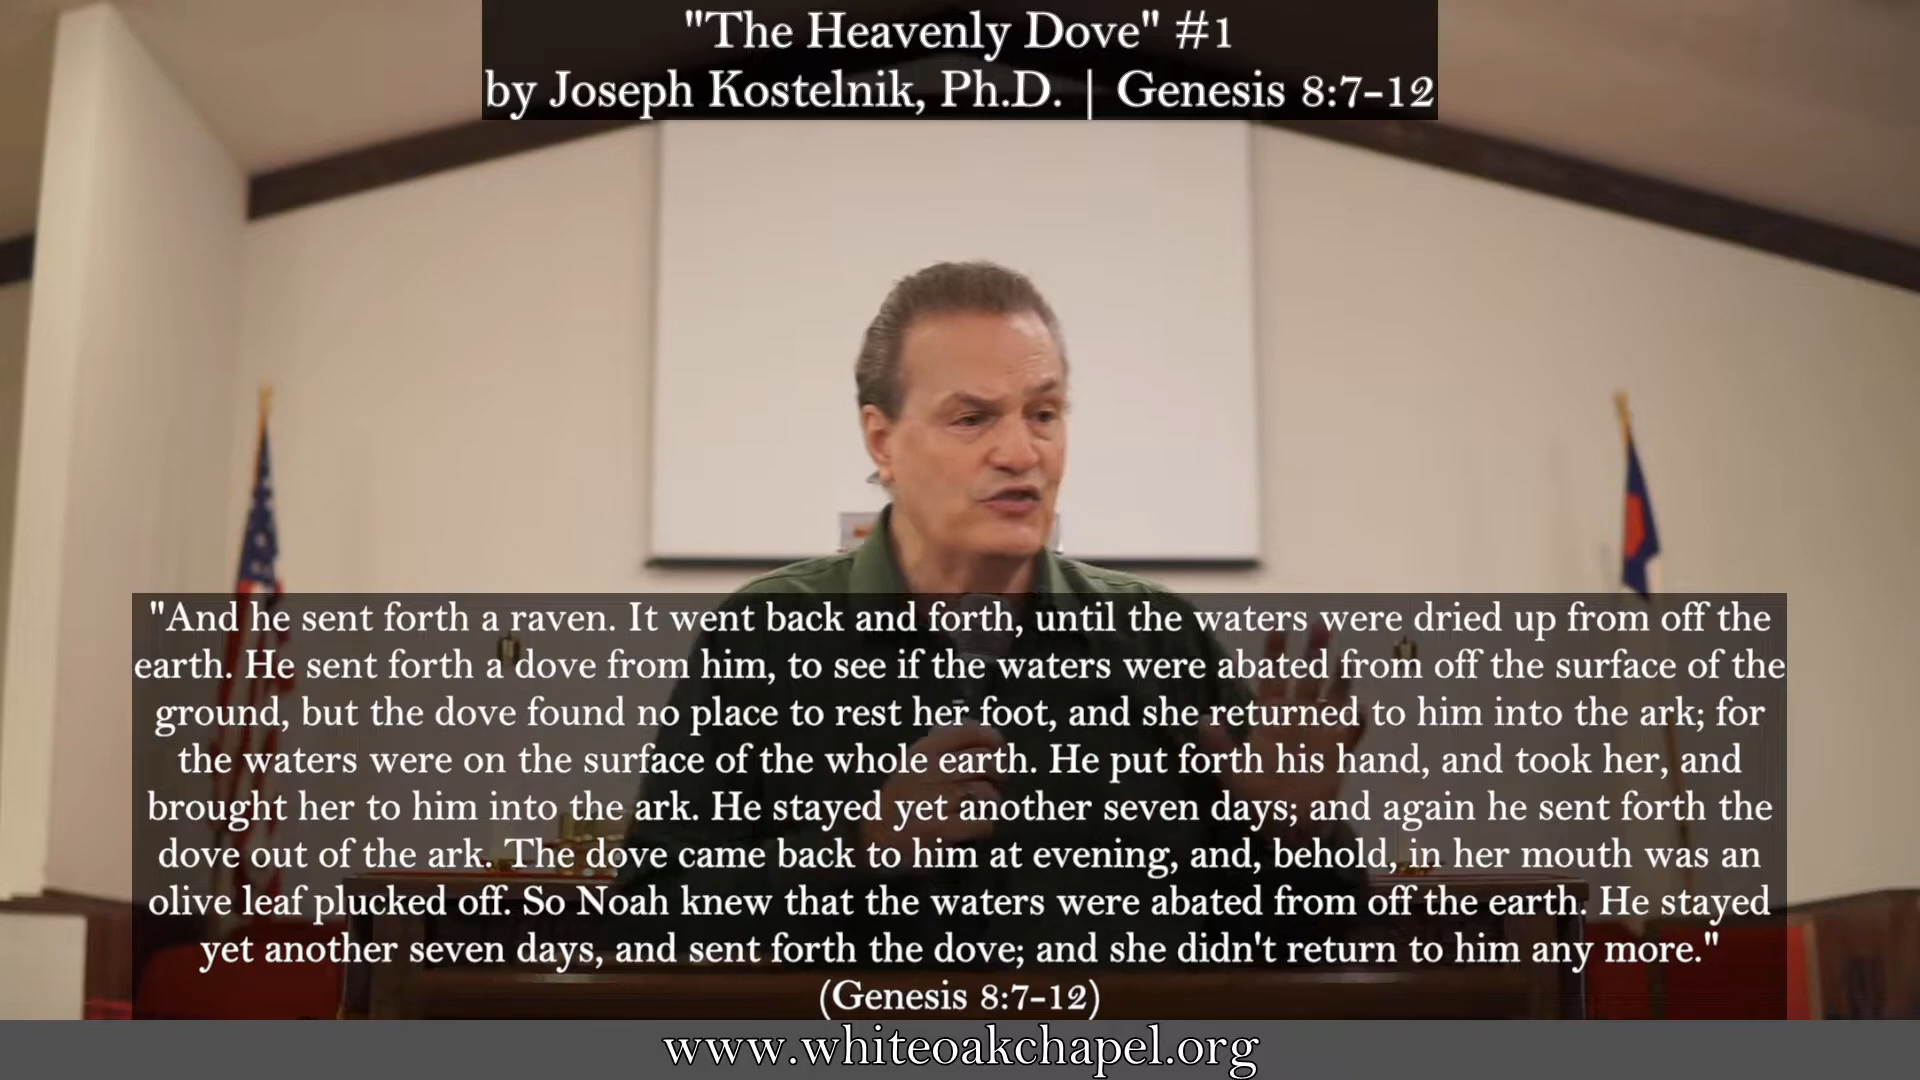 "The Heavenly Dove" #1
by Joseph Kostelnik, Ph.D. | Genesis 8:7-12
"And he sent forth a raven. It went back and forth, until the waters were dried up from off the
earth. He sent forth a dove from him, to see if the waters were abated from off the surface of the
ground, but the dove found no place to rest her foot, and she returned to him into the ark; for
the waters were on the surface of the whole earth. He put forth his hand, and took her, and
brought her to him into the ark. He stayed yet another seven days; and again he sent forth the
dove out of the ark. The dove came back to him at evening, and, behold, in her mouth was an
olive leaf plucked off. So Noah knew that the waters were abated from off the earth. He stayed
yet another seven days, and sent forth the dove; and she didn't return to him any more."
(Genesis 8:7-12)
www.whiteoakchapel.org